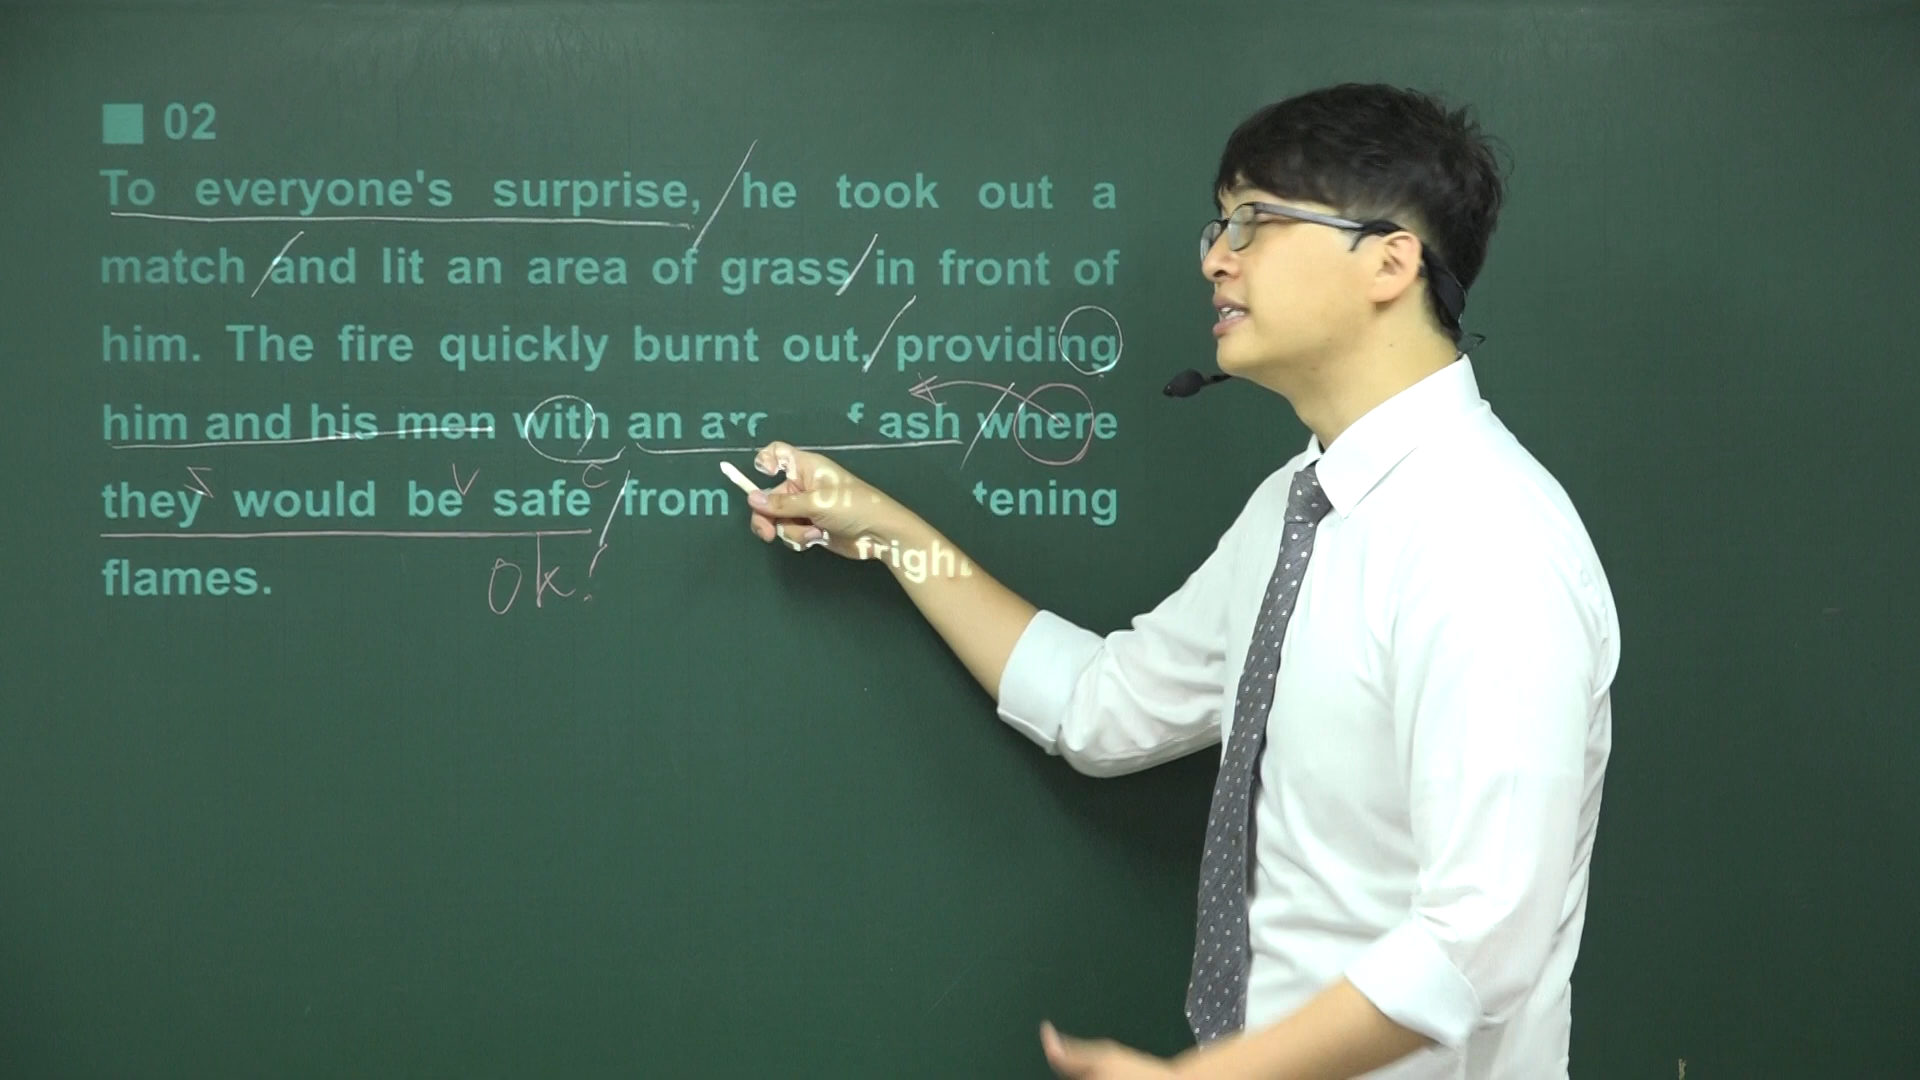 02
To everyone's surprise, he took out a
match and lit an area of grass in front of
him. The fire quickly burnt out, providing
him and his men with an ash where
s v c
they would be safe from tening
fright
flames.
ok!